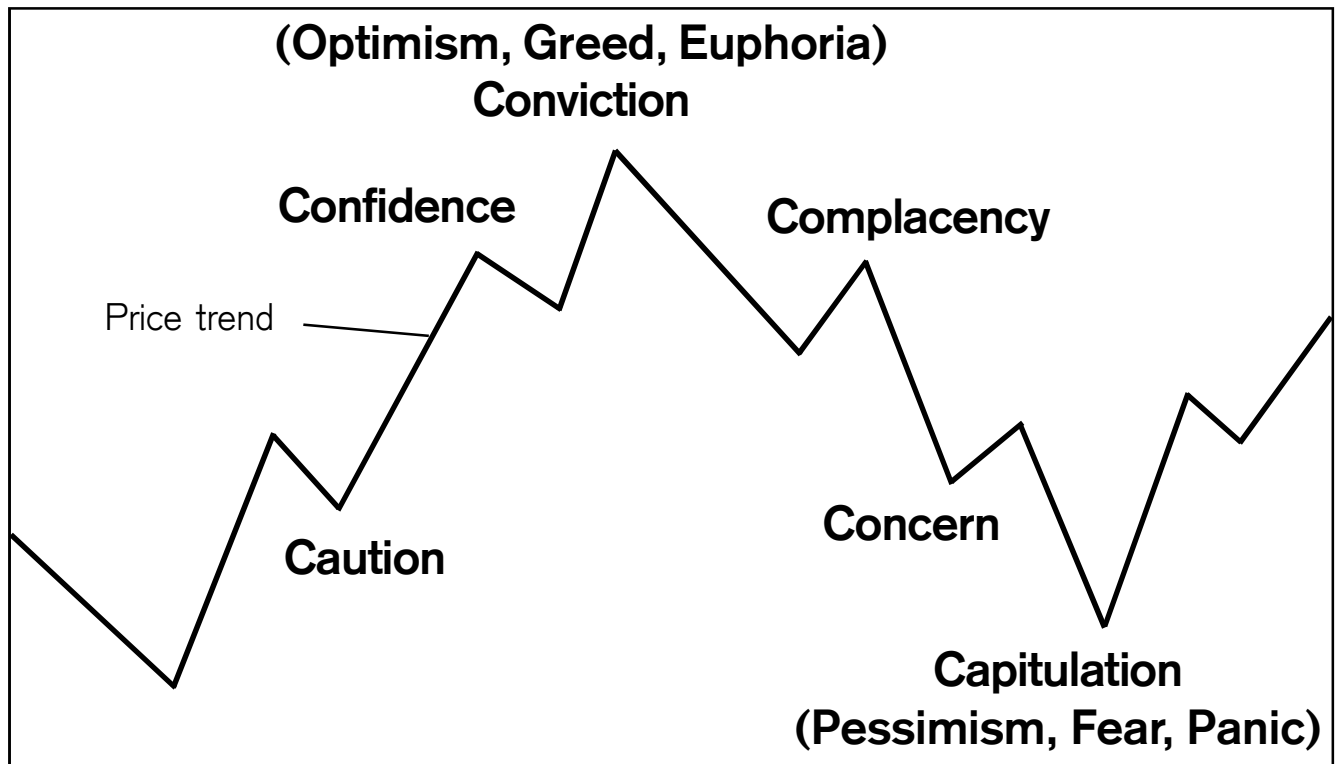 (Optimism, Greed, Euphoria)
Conviction
Confidence
Complacency
Price trend
Caution
Concern
Capitulation
(Pessimism, Fear, Panic)